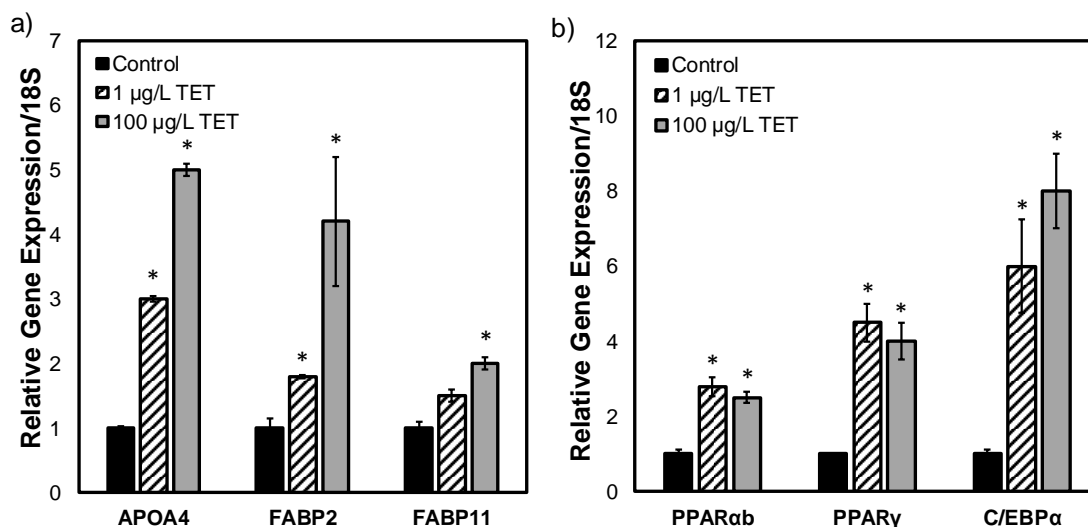 a)
Relative Gene Expression/18S
7
6
5
4
3
2
1
0
Control
1 µg/L TET
100 µg/L TET
*
*
*
*
*
APOA4
FABP2
FABP11
b)
Relative Gene Expression/18S
12
10
8
6
4
2
0
Control
1 µg/L TET
100 µg/L TET
*
*
*
*
*
*
PPARαb
PPARγ
C/EBPα